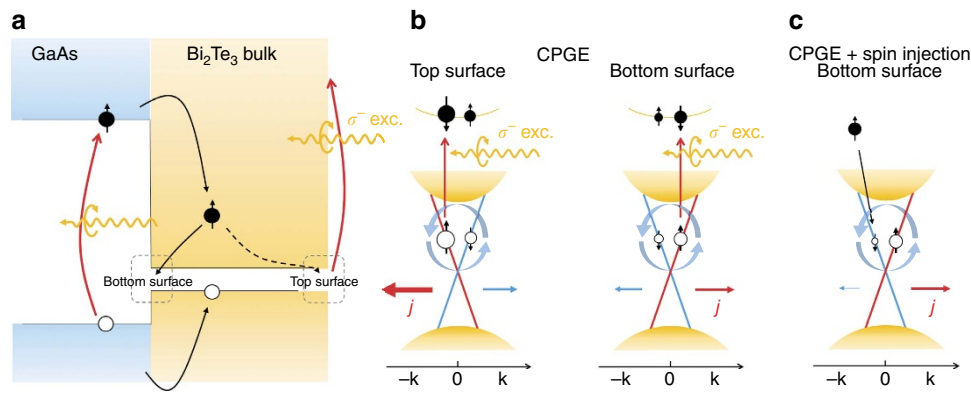 a
GaAs
Bi₂Te₃ bulk
σ⁻ exc.
Bottom surface
Top surface
b
CPGE
Top surface
Bottom surface
σ⁻ exc.
σ⁻ exc.
j
j
–k 0 k
–k 0 k
c
CPGE + spin injection
Bottom surface
j
–k 0 k